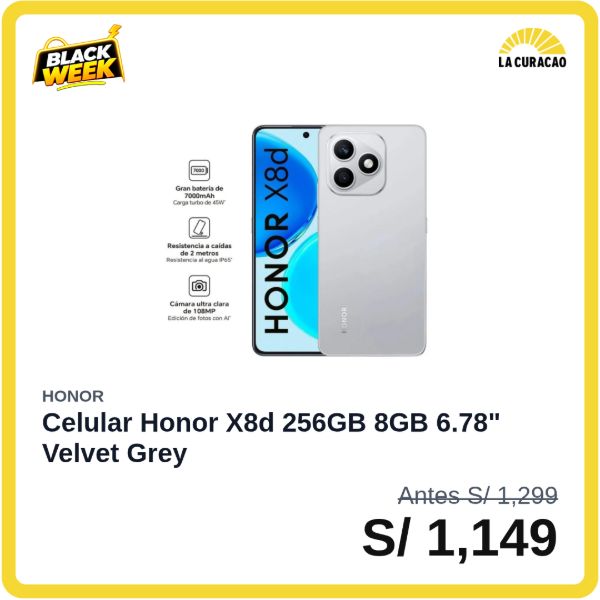 BLACK
WEEK
LA CURACAO
7000
Gran batería de
7000mAh
Carga turbo de 45W*
Resistencia a caídas
de 2 metros
Resistencia al agua IP65*
Cámara ultra clara
de 108MP
Edición de fotos con AI*
HONOR X8d
HONOR
HONOR
Celular Honor X8d 256GB 8GB 6.78"
Velvet Grey
Antes S/ 1,299
S/ 1,149